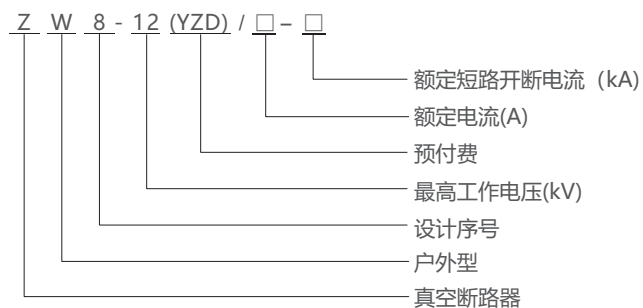 Z W 8 - 12 (YZD) / □ – □
额定短路开断电流（kA)
额定电流(A)
预付费
最高工作电压(kV)
设计序号
户外型
真空断路器